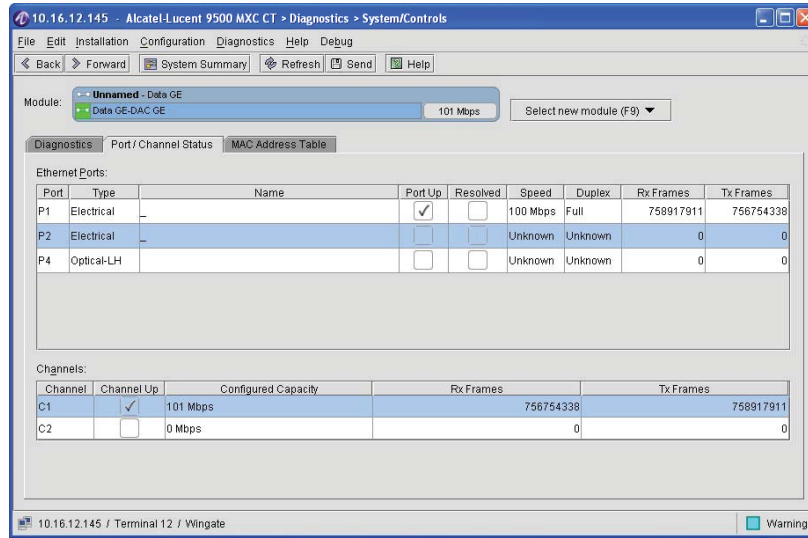 10.16.12.145 - Alcatel-Lucent 9500 MXC CT > Diagnostics > System/Controls
File Edit Installation Configuration Diagnostics Help Debug
Back Forward System Summary Refresh Send Help
Module:
Unnamed - Data GE
Data GE-DAC GE 101 Mbps
Select new module (F9)
Diagnostics Port / Channel Status MAC Address Table
Ethernet Ports:
Port Type Name Port Up Resolved Speed Duplex Rx Frames Tx Frames
P1 Electrical _ 100 Mbps Full 758917911 756754338
P2 Electrical _ Unknown Unknown 0 0
P4 Optical-LH Unknown Unknown 0 0
Channels:
Channel Channel Up Configured Capacity Rx Frames Tx Frames
C1 101 Mbps 756754338 758917911
C2 0 Mbps 0 0
10.16.12.145 / Terminal 12 / Wingate Warning